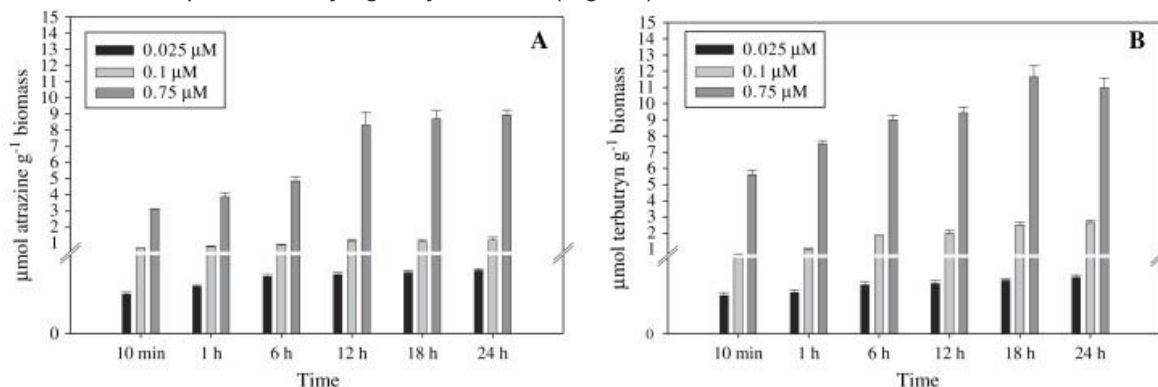 A
0.025 μM
0.1 μM
0.75 μM
μmol atrazine g⁻¹ biomass
15
14
13
12
11
10
9
8
7
6
5
4
3
2
1
0
10 min 1 h 6 h 12 h 18 h 24 h
Time
B
0.025 μM
0.1 μM
0.75 μM
μmol terbutryn g⁻¹ biomass
15
14
13
12
11
10
9
8
7
6
5
4
3
2
1
0
10 min 1 h 6 h 12 h 18 h 24 h
Time